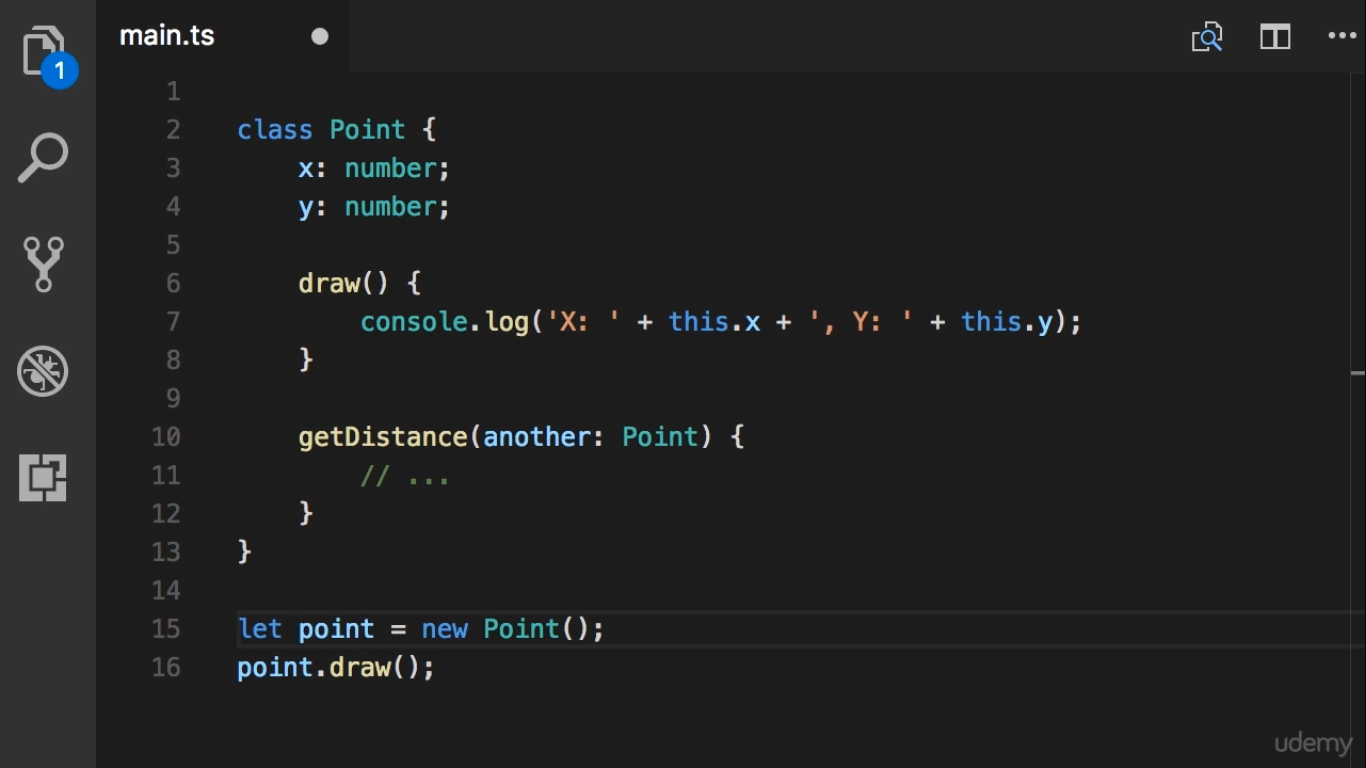 main.ts
1
1
2 class Point {
3     x: number;
4     y: number;
5
6     draw() {
7         console.log('X: ' + this.x + ', Y: ' + this.y);
8     }
9
10     getDistance(another: Point) {
11         // ...
12     }
13 }
14
15 let point = new Point();
16 point.draw();
udemy